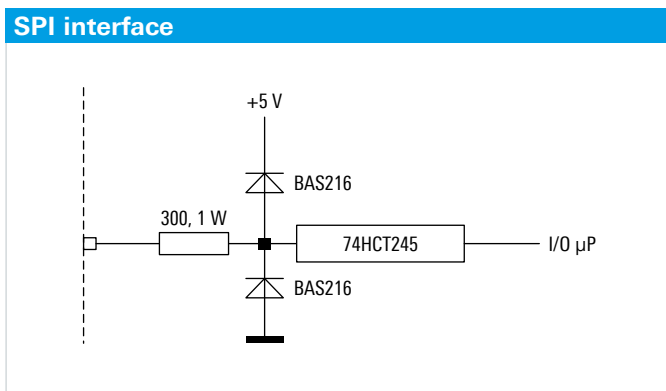 SPI interface
+5 V
BAS216
300, 1 W
74HCT245
I/O µP
BAS216